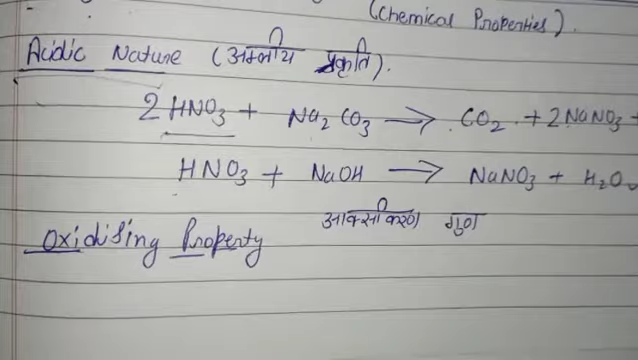 (Chemical Properties).
Acidic Nature (अम्लीय प्रकृति).
2HNO₃ + Na₂CO₃ → CO₂ + 2NaNO₃ +
HNO₃ + NaOH → NaNO₃ + H₂O
आक्सीकरण गुण
Oxidising Property